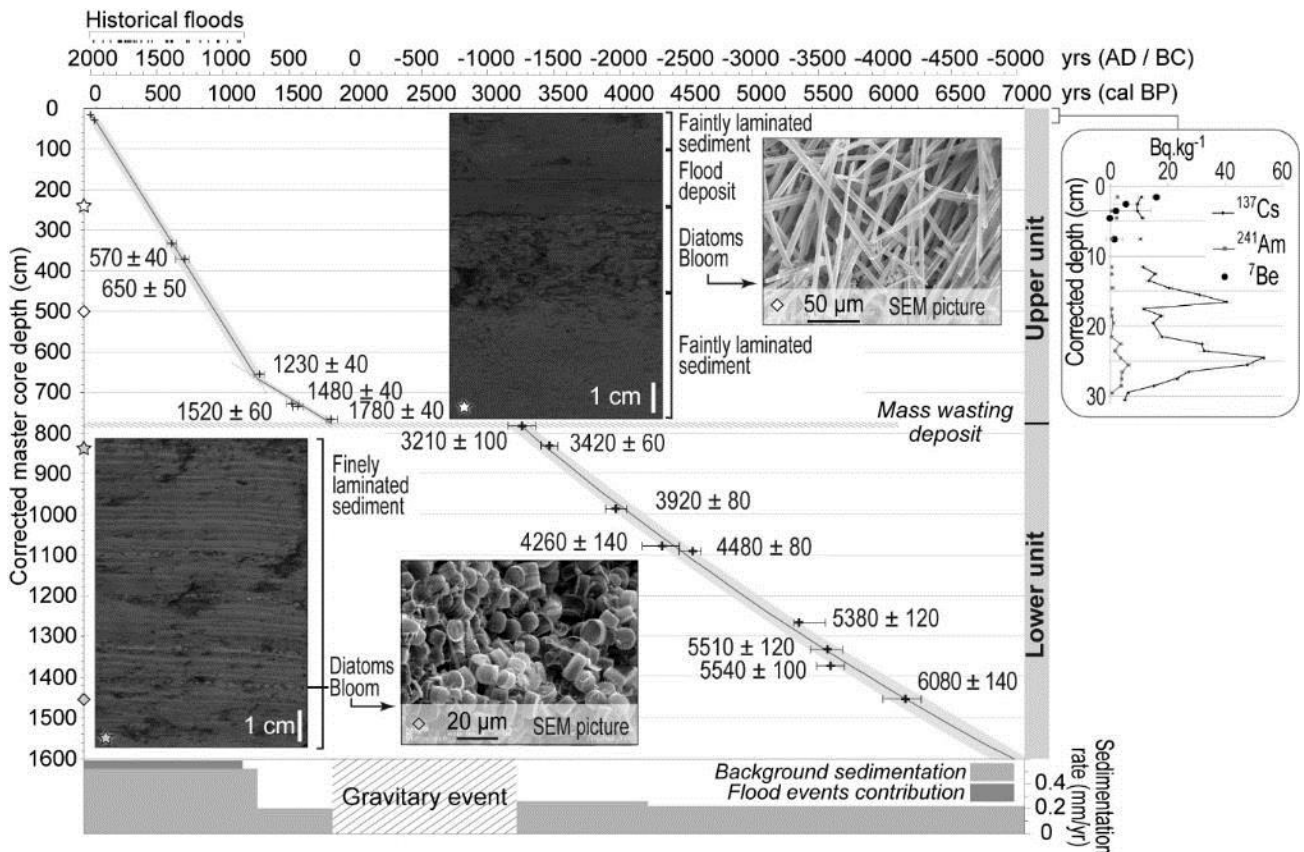 Historical floods
2000 1500 1000 500 0 -500 -1000 -1500 -2000 -2500 -3000 -3500 -4000 -4500 -5000 yrs (AD / BC)
0 500 1000 1500 2000 2500 3000 3500 4000 4500 5000 5500 6000 6500 7000 yrs (cal BP)
Corrected master core depth (cm)
0
100
200
300
400
500
600
700
800
900
1000
1100
1200
1300
1400
1500
1600
570 ± 40
650 ± 50
1230 ± 40
1480 ± 40
1520 ± 60
1780 ± 40
3210 ± 100
3420 ± 60
3920 ± 80
4260 ± 140
4480 ± 80
5380 ± 120
5510 ± 120
5540 ± 100
6080 ± 140
1 cm
Faintly laminated
sediment
Flood
deposit
Diatoms
Bloom
Faintly laminated
sediment
50 µm
SEM picture
Mass wasting
deposit
Upper unit
Lower unit
1 cm
Finely
laminated
sediment
Diatoms
Bloom
20 µm
SEM picture
Bq.kg-1
0 20 40 60
Corrected depth (cm)
0
10
20
30
137Cs
241Am
7Be
Gravitary event
Background sedimentation
Flood events contribution
0.4
0.2
0
Sedimentation
rate (mm/yr)